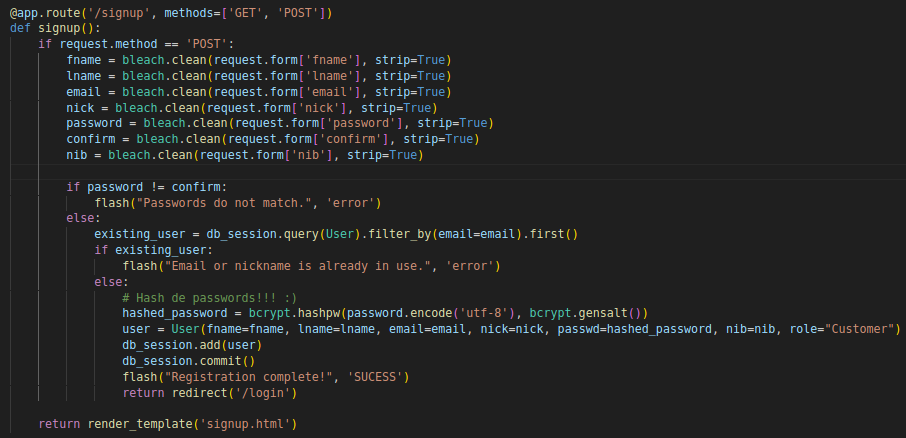 @app.route('/signup', methods=['GET', 'POST'])
def signup():
    if request.method == 'POST':
        fname = bleach.clean(request.form['fname'], strip=True)
        lname = bleach.clean(request.form['lname'], strip=True)
        email = bleach.clean(request.form['email'], strip=True)
        nick = bleach.clean(request.form['nick'], strip=True)
        password = bleach.clean(request.form['password'], strip=True)
        confirm = bleach.clean(request.form['confirm'], strip=True)
        nib = bleach.clean(request.form['nib'], strip=True)

        if password != confirm:
            flash("Passwords do not match.", 'error')
        else:
            existing_user = db_session.query(User).filter_by(email=email).first()
            if existing_user:
                flash("Email or nickname is already in use.", 'error')
            else:
                # Hash de passwords!!! :)
                hashed_password = bcrypt.hashpw(password.encode('utf-8'), bcrypt.gensalt())
                user = User(fname=fname, lname=lname, email=email, nick=nick, passwd=hashed_password, nib=nib, role="Customer")
                db_session.add(user)
                db_session.commit()
                flash("Registration complete!", 'SUCESS')
                return redirect('/login')

    return render_template('signup.html')